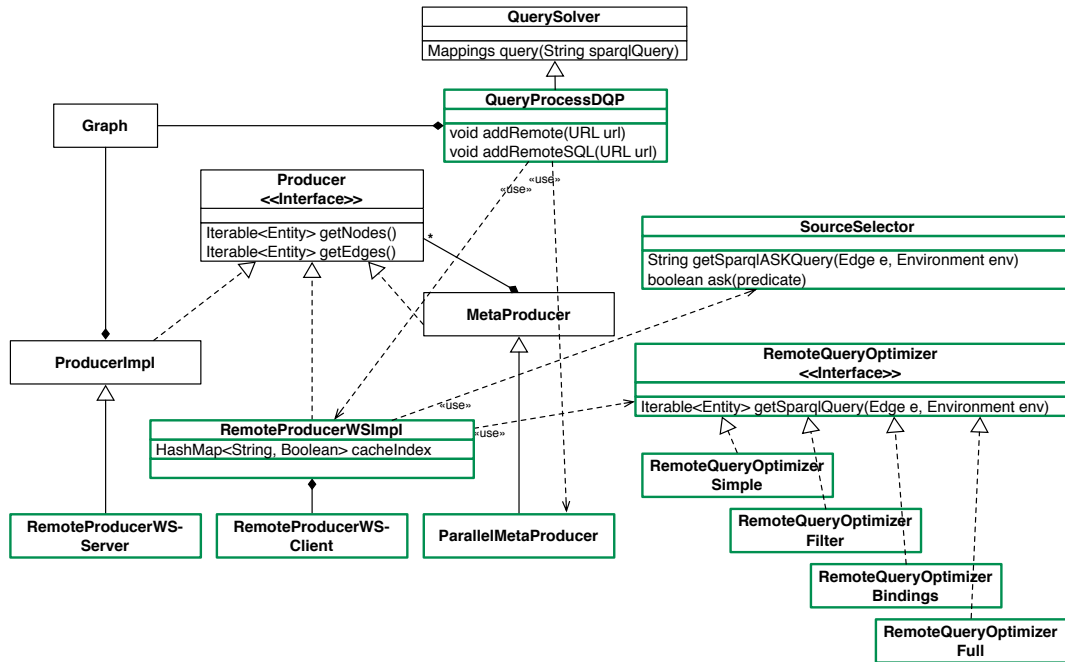 QuerySolver
Mappings query(String sparqlQuery)
QueryProcessDQP
void addRemote(URL url)
void addRemoteSQL(URL url)
Graph
«use»
«use»
Producer
<<Interface>>
Iterable<Entity> getNodes()
Iterable<Entity> getEdges()
*
SourceSelector
String getSparqlASKQuery(Edge e, Environment env)
boolean ask(predicate)
MetaProducer
ProducerImpl
RemoteQueryOptimizer
<<Interface>>
Iterable<Entity> getSparqlQuery(Edge e, Environment env)
«use»
«use»
RemoteProducerWSImpl
HashMap<String, Boolean> cacheIndex
RemoteQueryOptimizer
Simple
RemoteProducerWS-
Server
RemoteProducerWS-
Client
ParallelMetaProducer
RemoteQueryOptimizer
Filter
RemoteQueryOptimizer
Bindings
RemoteQueryOptimizer
Full